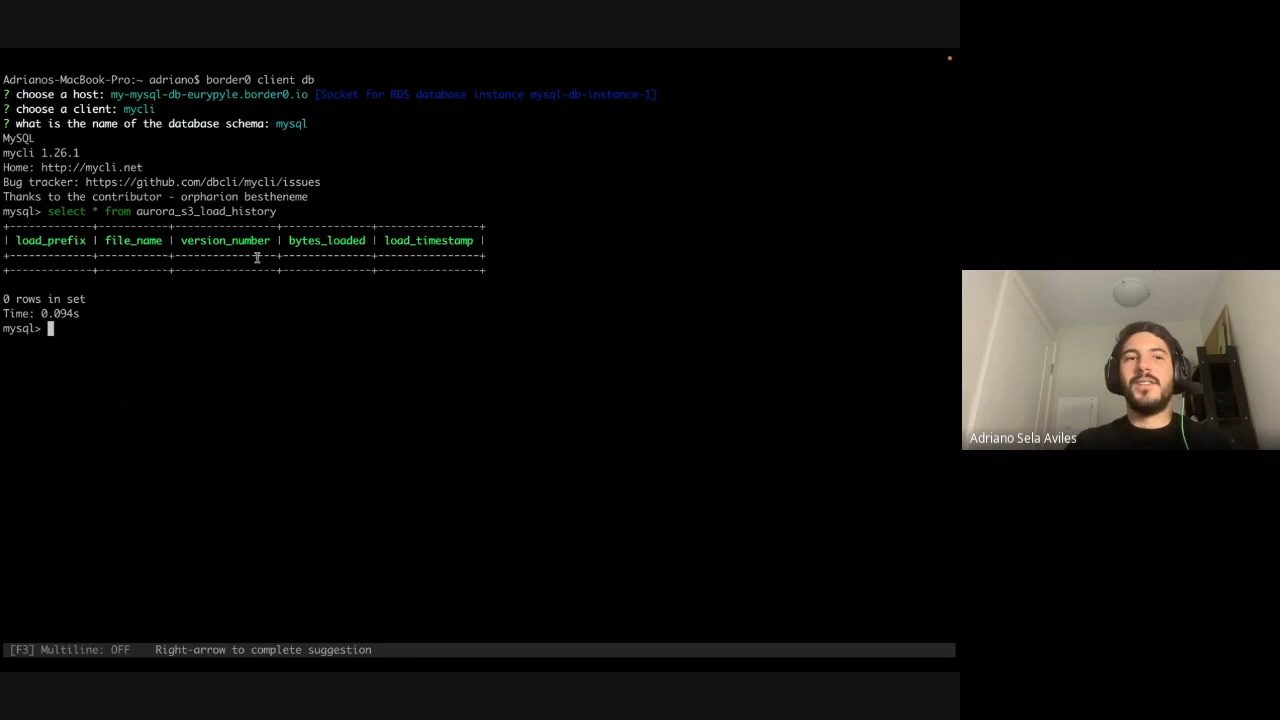 Adrianos-MacBook-Pro:~ adriano$ border0 client db
? choose a host: my-mysql-db-eurypyle.border0.io [Socket for RDS database instance mysql-db-instance-1]
? choose a client: mycli
? what is the name of the database schema: mysql
MySQL
mycli 1.26.1
Home: http://mycli.net
Bug tracker: https://github.com/dbcli/mycli/issues
Thanks to the contributor - orpharion bestheneme
mysql> select * from aurora_s3_load_history
+-------------+-----------+----------------+--------------+----------------+
| load_prefix | file_name | version_number | bytes_loaded | load_timestamp |
+-------------+-----------+----------------+--------------+----------------+
+-------------+-----------+----------------+--------------+----------------+
0 rows in set
Time: 0.094s
mysql>
[F3] Multiline: OFF    Right-arrow to complete suggestion
Adriano Sela Aviles